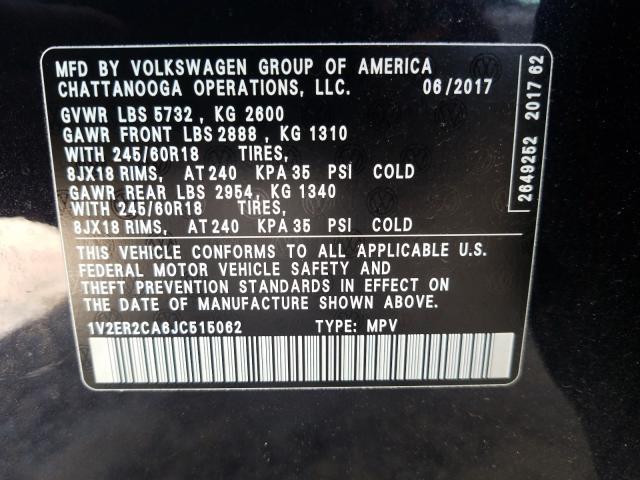 MFD BY VOLKSWAGEN GROUP OF AMERICA
CHATTANOOGA OPERATIONS, LLC. 06/2017
GVWR LBS 5732 , KG 2600
GAWR FRONT LBS 2888 , KG 1310
WITH 245/60R18 TIRES,
8JX18 RIMS, AT 240 KPA 35 PSI COLD
GAWR REAR LBS 2954 , KG 1340
WITH 245/60R18 TIRES,
8JX18 RIMS, AT 240 KPA 35 PSI COLD
THIS VEHICLE CONFORMS TO ALL APPLICABLE U.S.
FEDERAL MOTOR VEHICLE SAFETY AND
THEFT PREVENTION STANDARDS IN EFFECT ON
THE DATE OF MANUFACTURE SHOWN ABOVE.
1V2ER2CA6JC515062 TYPE: MPV
2649252 2017 62